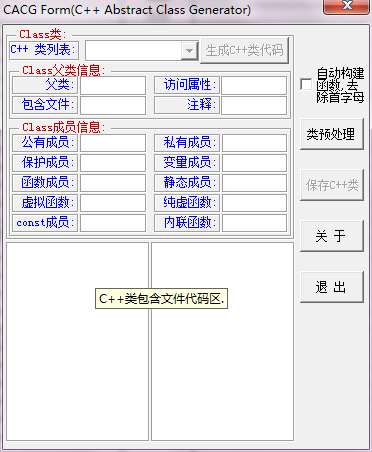 CACG Form(C++ Abstract Class Generator)
Class类:
C++ 类列表:
生成C++类代码
Class父类信息:
父类:
访问属性:
包含文件:
注释:
自动构建
函数,去
除首字母
类预处理
Class成员信息:
公有成员:
私有成员:
保护成员:
变量成员:
函数成员:
静态成员:
虚拟函数:
纯虚函数:
const成员:
内联函数:
保存C++类
关 于
退 出
C++类包含文件代码区.